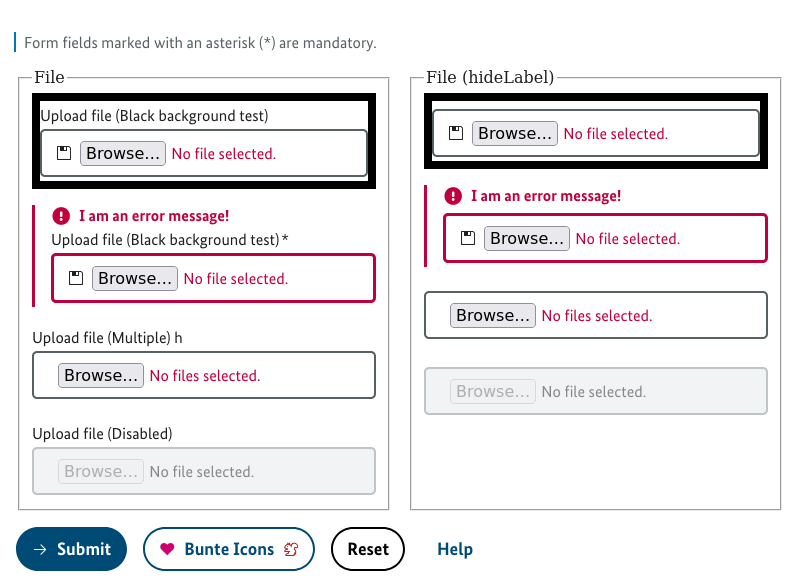 Form fields marked with an asterisk (*) are mandatory.
File
Upload file (Black background test)
Browse... No file selected.
I am an error message!
Upload file (Black background test) *
Browse... No file selected.
Upload file (Multiple) h
Browse... No files selected.
Upload file (Disabled)
Browse... No file selected.
File (hideLabel)
Browse... No file selected.
I am an error message!
Browse... No file selected.
Browse... No files selected.
Browse... No file selected.
Submit Bunte Icons Reset Help